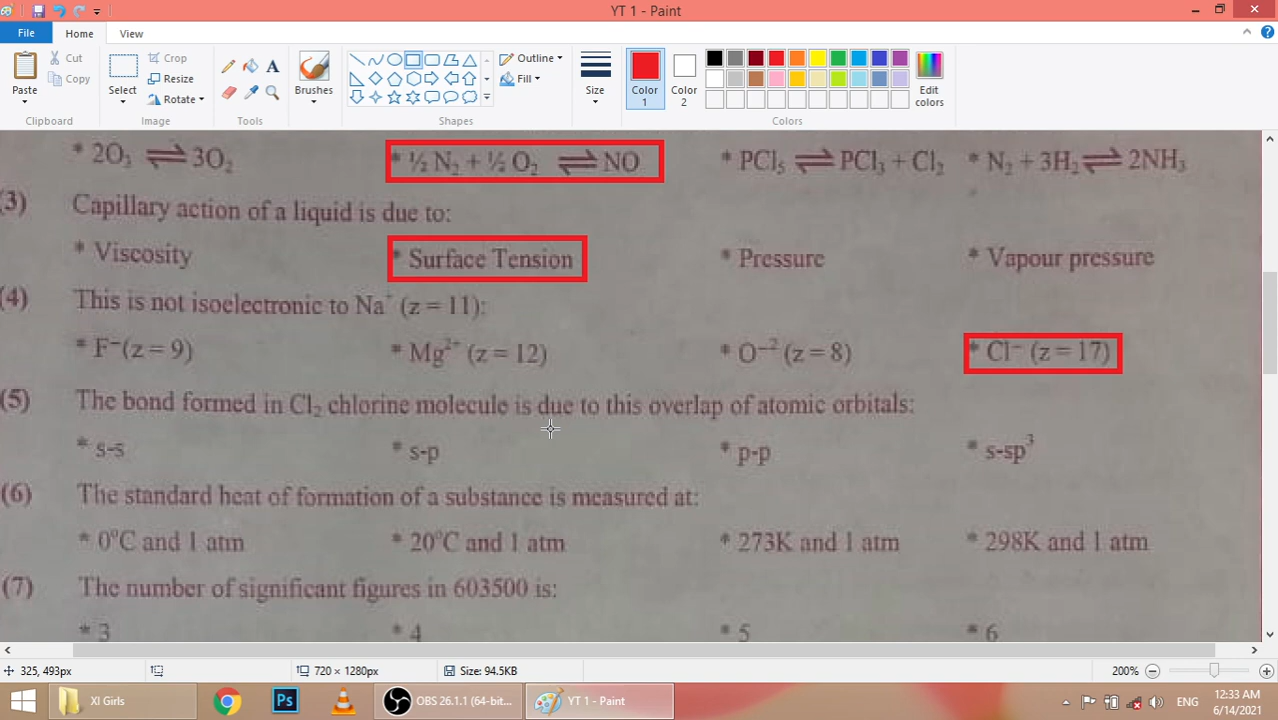 YT 1 - Paint
File Home View
Paste Cut Copy Clipboard
Select Crop Resize Rotate Image
Tools
Brushes
Outline Fill Shapes
Size
Color 1 Color 2 Edit colors Colors
* 2O₃ ⇌ 3O₂ * ½ N₂ + ½ O₂ ⇌ NO * PCl₅ ⇌ PCl₃ + Cl₂ * N₂ + 3H₂ ⇌ 2NH₃
(3) Capillary action of a liquid is due to:
* Viscosity * Surface Tension * Pressure * Vapour pressure
(4) This is not isoelectronic to Na⁺ (z = 11):
* F⁻(z = 9) * Mg²⁺ (z = 12) * O⁻² (z = 8) * Cl⁻ (z = 17)
(5) The bond formed in Cl₂ chlorine molecule is due to this overlap of atomic orbitals:
* s-s * s-p * p-p * s-sp³
(6) The standard heat of formation of a substance is measured at:
* 0°C and 1 atm * 20°C and 1 atm * 273K and 1 atm * 298K and 1 atm
(7) The number of significant figures in 603500 is:
* 3 * 4 * 5 * 6
325, 493px 720 × 1280px Size: 94.5KB 200%
XI Girls Ps OBS 26.1.1 (64-bit... YT 1 - Paint ENG 12:33 AM
6/14/2021